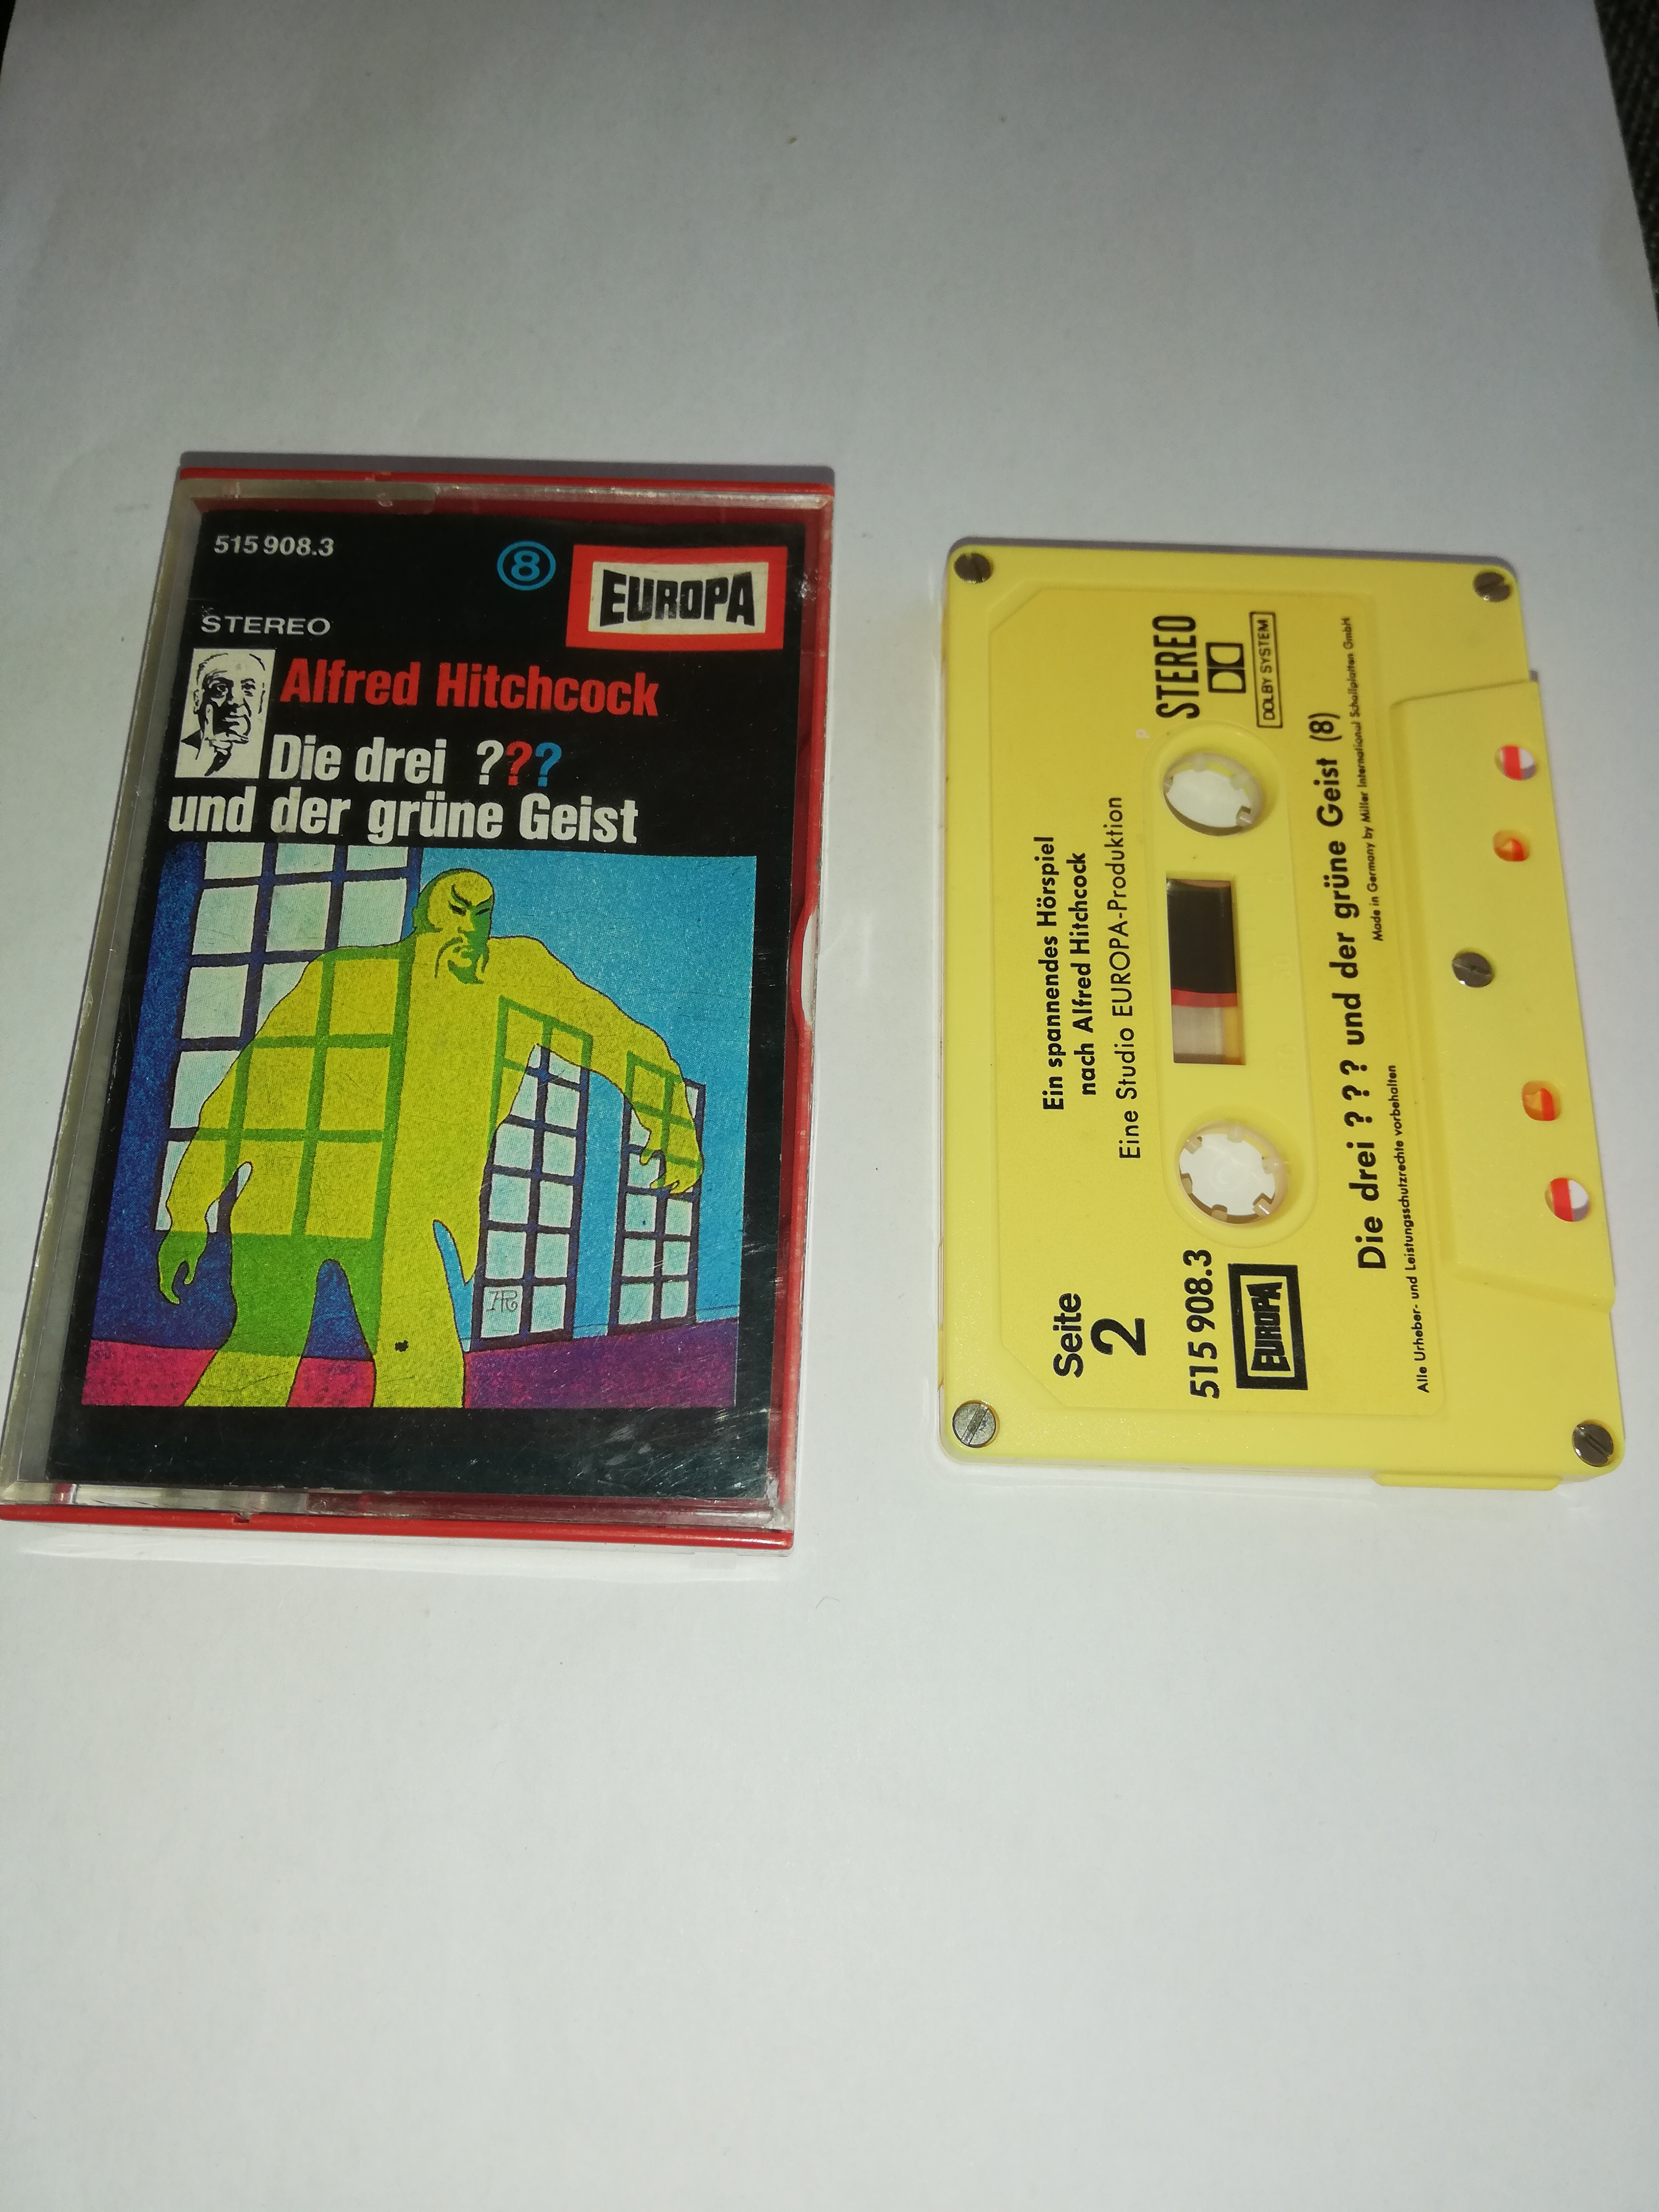 515 908.3
8
EUROPA
STEREO
Alfred Hitchcock
Die drei ???
und der grüne Geist
AR
Ein spannendes Hörspiel
nach Alfred Hitchcock
Eine Studio EUROPA-Produktion
Seite
2
STEREO
DOLBY SYSTEM
515 908.3
EUROPA
Die drei ? ? ? und der grüne Geist (8)
Made in Germany by Miller International Schallplatten GmbH
Alle Urheber- und Leistungsschutzrechte vorbehalten